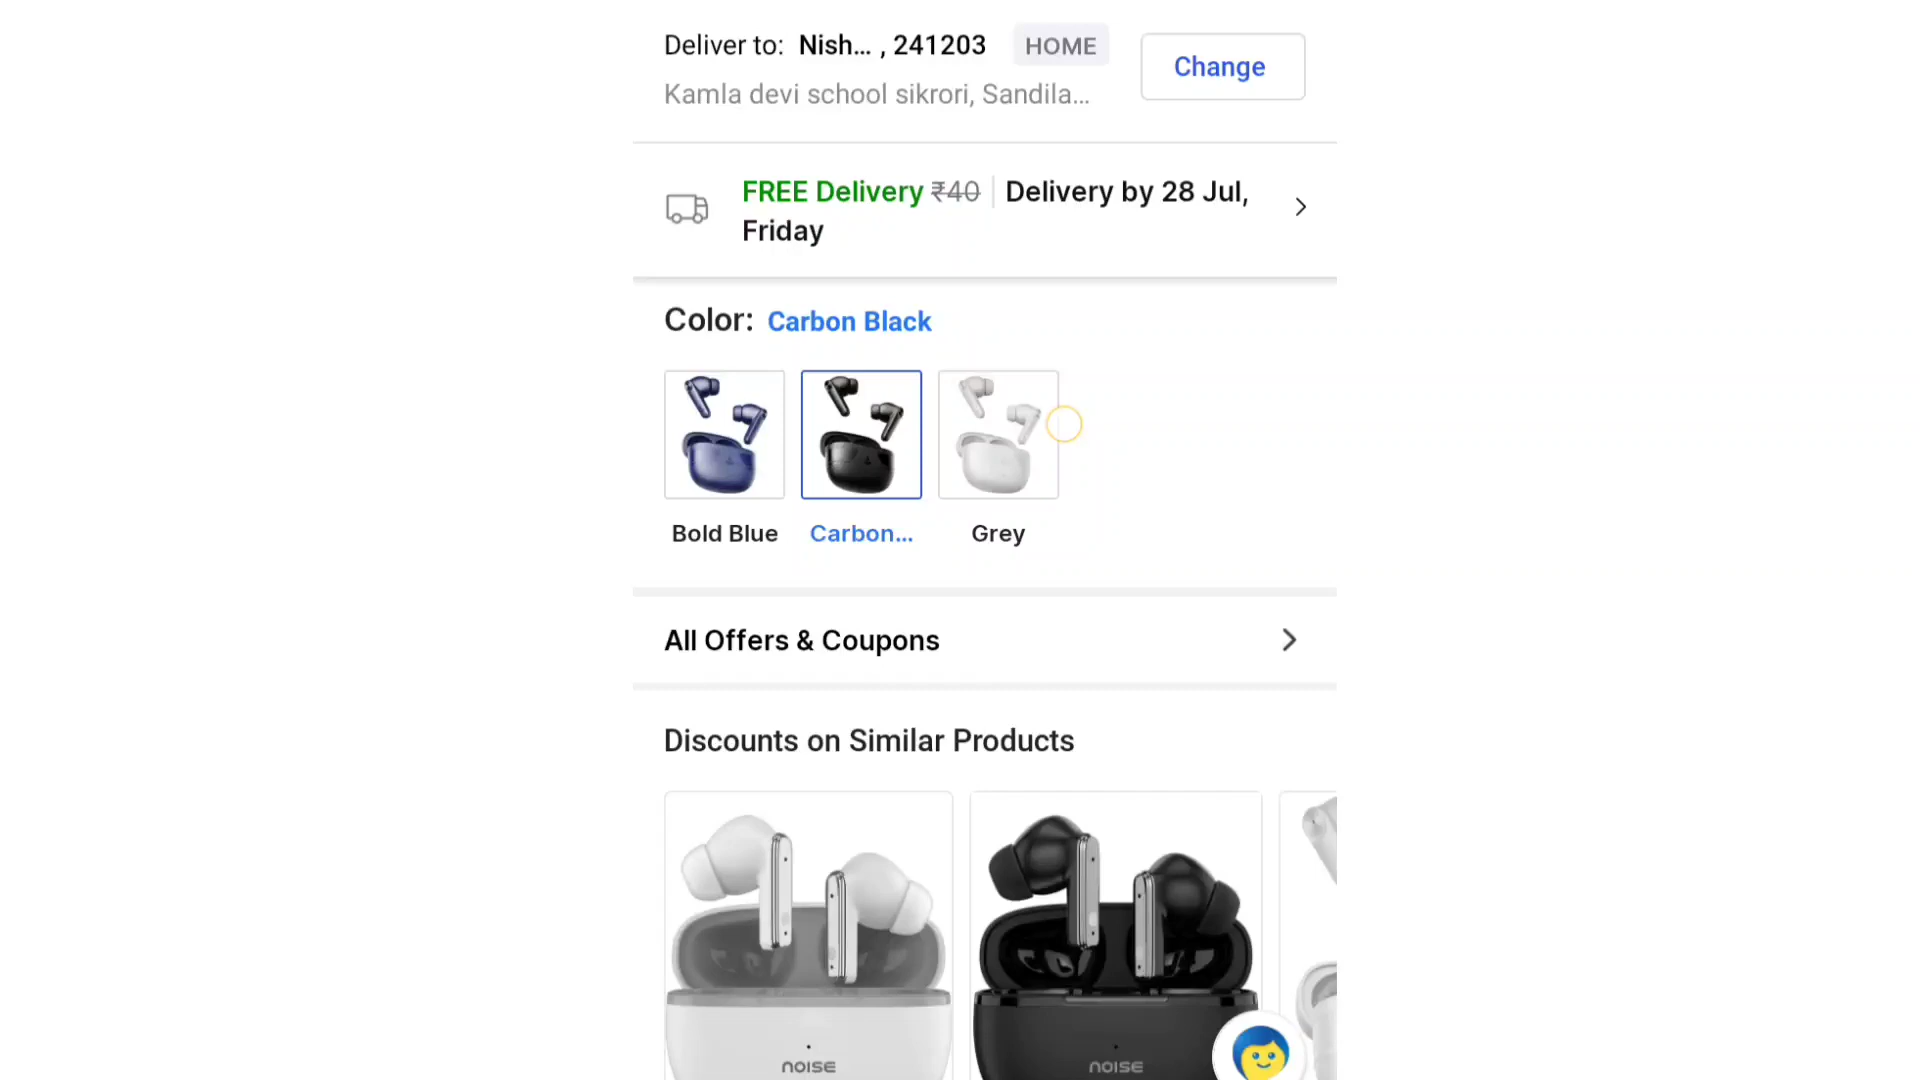 Deliver to: Nish... , 241203 HOME
Change
Kamla devi school sikrori, Sandila...
FREE Delivery ₹40 Delivery by 28 Jul,
Friday
Color: Carbon Black
Bold Blue Carbon... Grey
All Offers & Coupons
Discounts on Similar Products
noise noise